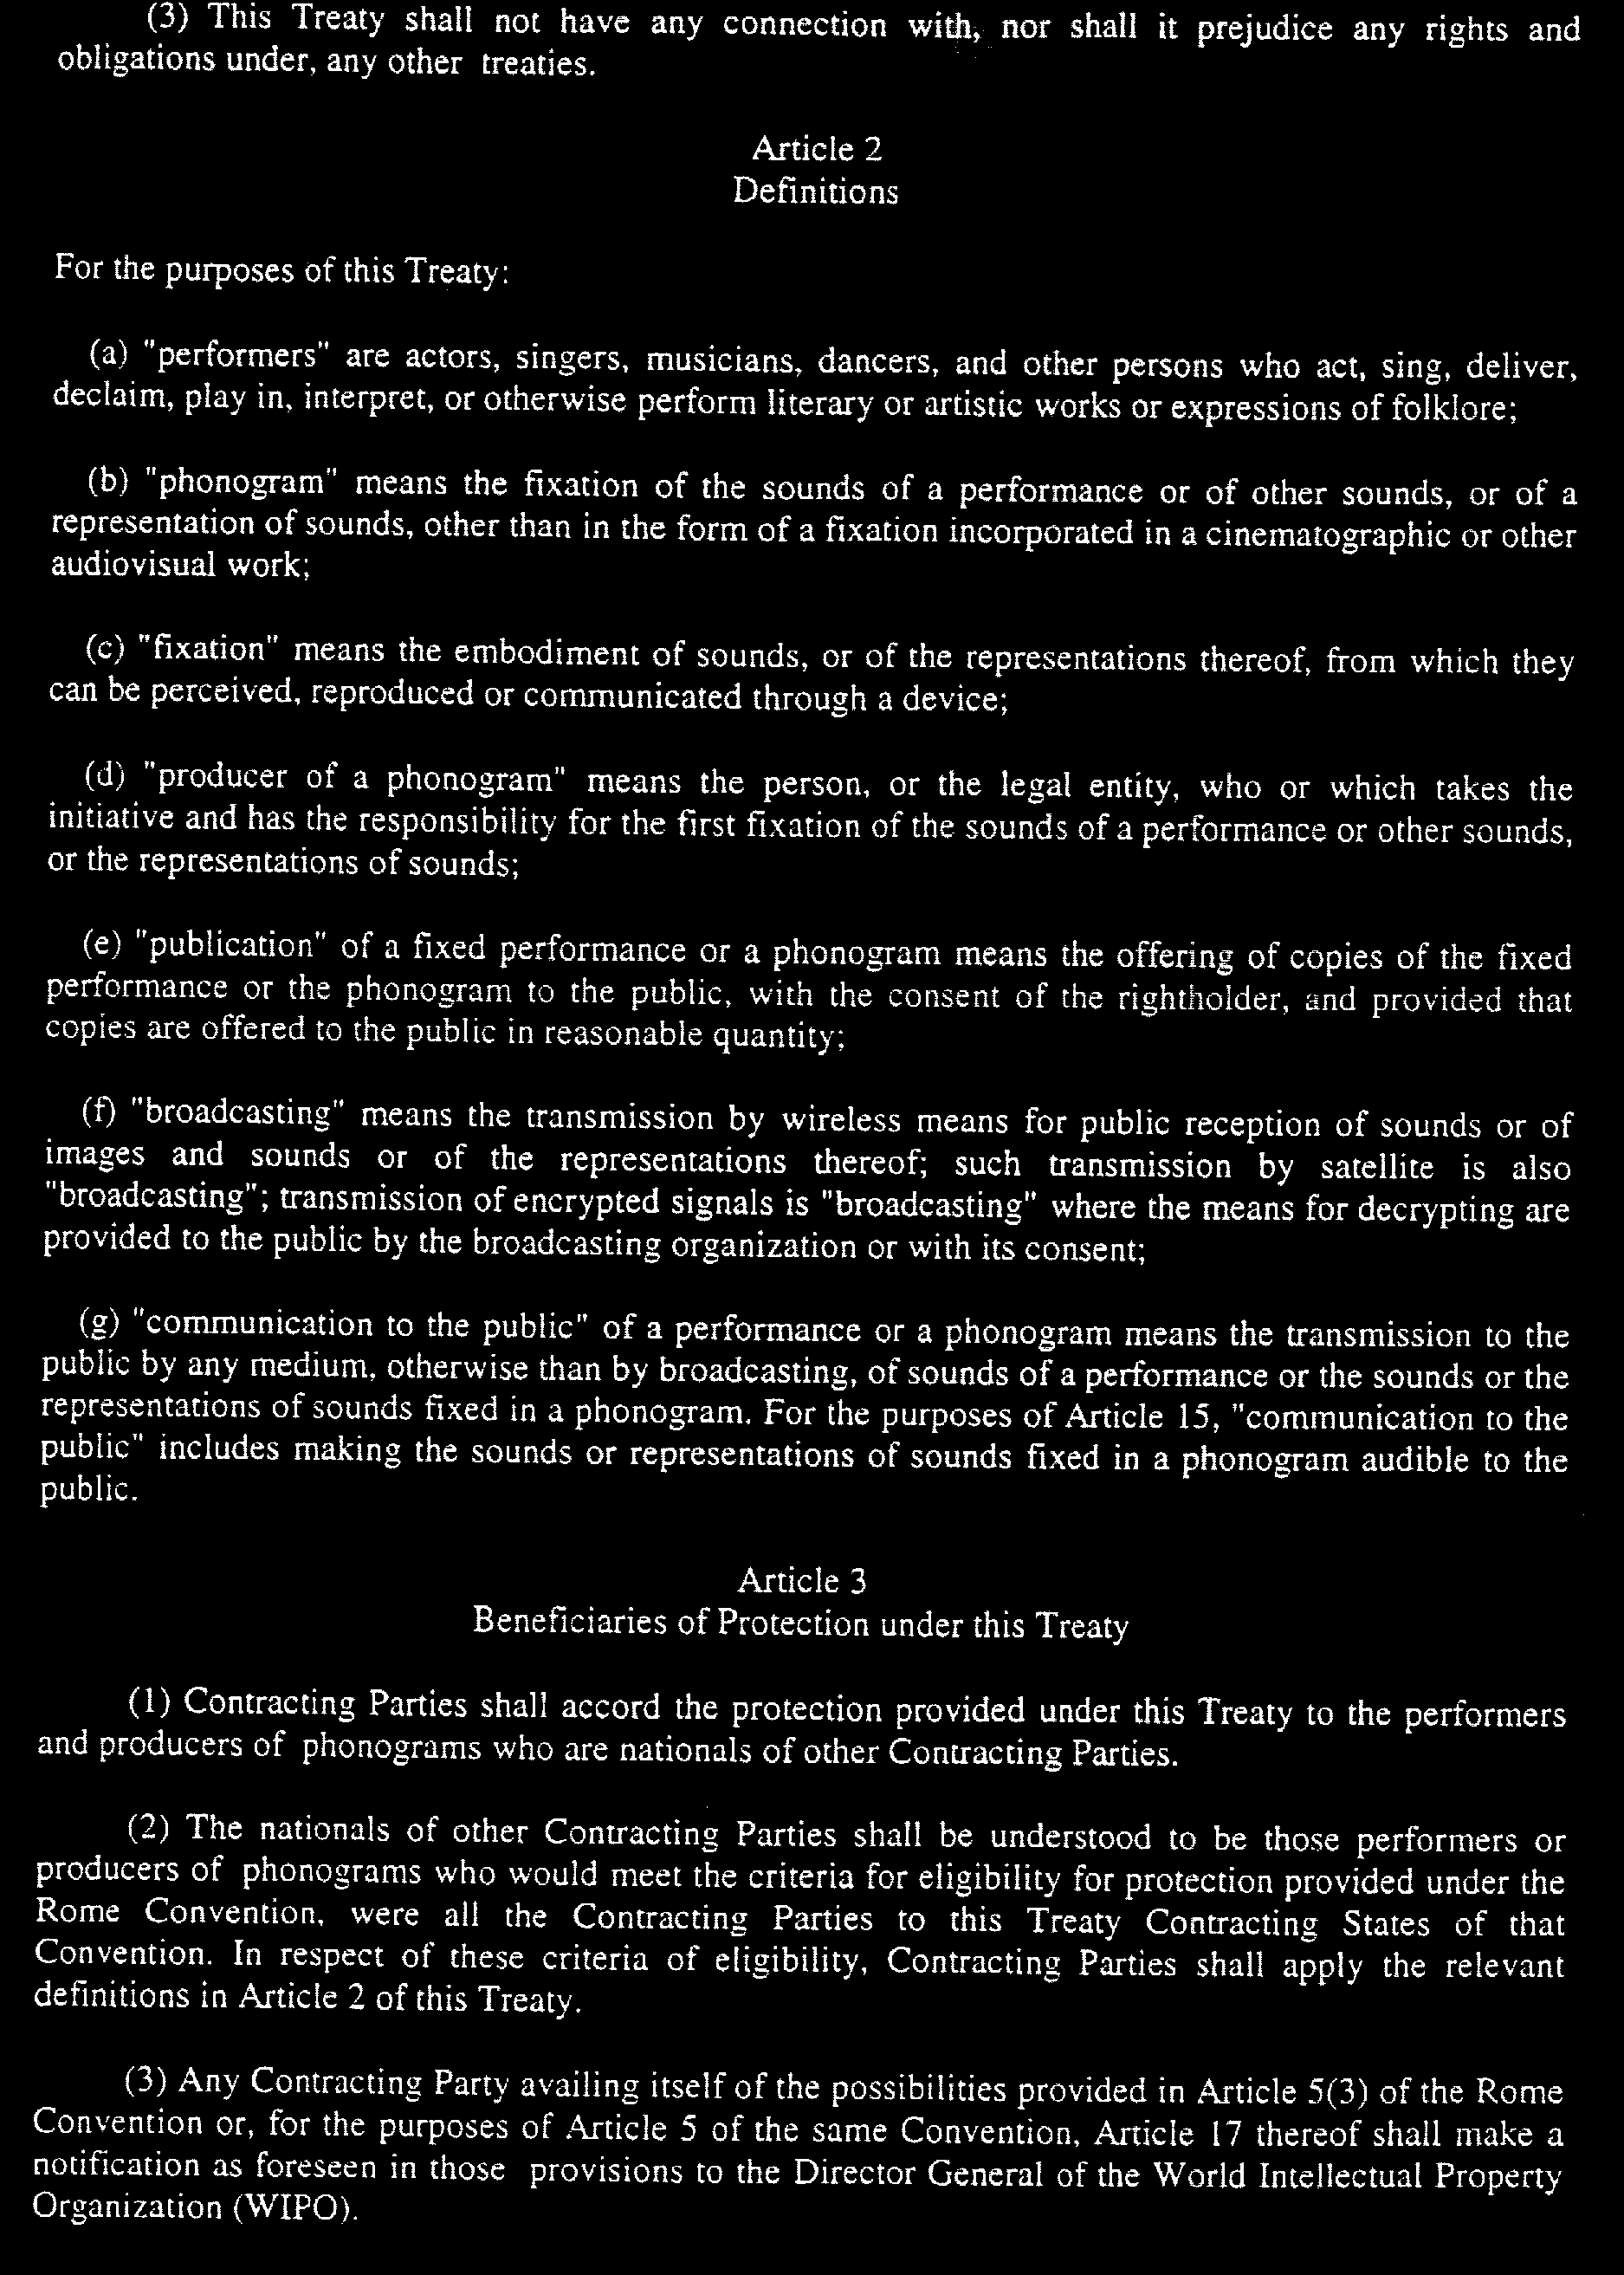 (3) This Treaty shall not have any connection with, nor shall it prejudice any rights and
obligations under, any other treaties.
Article 2
Definitions
For the purposes of this Treaty:
(a) "performers" are actors, singers, musicians, dancers, and other persons who act, sing, deliver,
declaim, play in, interpret, or otherwise perform literary or artistic works or expressions of folklore;
(b) "phonogram" means the fixation of the sounds of a performance or of other sounds, or of a
representation of sounds, other than in the form of a fixation incorporated in a cinematographic or other
audiovisual work;
(c) "fixation" means the embodiment of sounds, or of the representations thereof, from which they
can be perceived, reproduced or communicated through a device;
(d) "producer of a phonogram" means the person, or the legal entity, who or which takes the
initiative and has the responsibility for the first fixation of the sounds of a performance or other sounds,
or the representations of sounds;
(e) "publication" of a fixed performance or a phonogram means the offering of copies of the fixed
performance or the phonogram to the public, with the consent of the rightholder, and provided that
copies are offered to the public in reasonable quantity;
(f) "broadcasting" means the transmission by wireless means for public reception of sounds or of
images and sounds or of the representations thereof; such transmission by satellite is also
"broadcasting"; transmission of encrypted signals is "broadcasting" where the means for decrypting are
provided to the public by the broadcasting organization or with its consent;
(g) "communication to the public" of a performance or a phonogram means the transmission to the
public by any medium, otherwise than by broadcasting, of sounds of a performance or the sounds or the
representations of sounds fixed in a phonogram. For the purposes of Article 15, "communication to the
public" includes making the sounds or representations of sounds fixed in a phonogram audible to the
public.
Article 3
Beneficiaries of Protection under this Treaty
(1) Contracting Parties shall accord the protection provided under this Treaty to the performers
and producers of phonograms who are nationals of other Contracting Parties.
(2) The nationals of other Contracting Parties shall be understood to be those performers or
producers of phonograms who would meet the criteria for eligibility for protection provided under the
Rome Convention, were all the Contracting Parties to this Treaty Contracting States of that
Convention. In respect of these criteria of eligibility, Contracting Parties shall apply the relevant
definitions in Article 2 of this Treaty.
(3) Any Contracting Party availing itself of the possibilities provided in Article 5(3) of the Rome
Convention or, for the purposes of Article 5 of the same Convention, Article 17 thereof shall make a
notification as foreseen in those provisions to the Director General of the World Intellectual Property
Organization (WIPO).